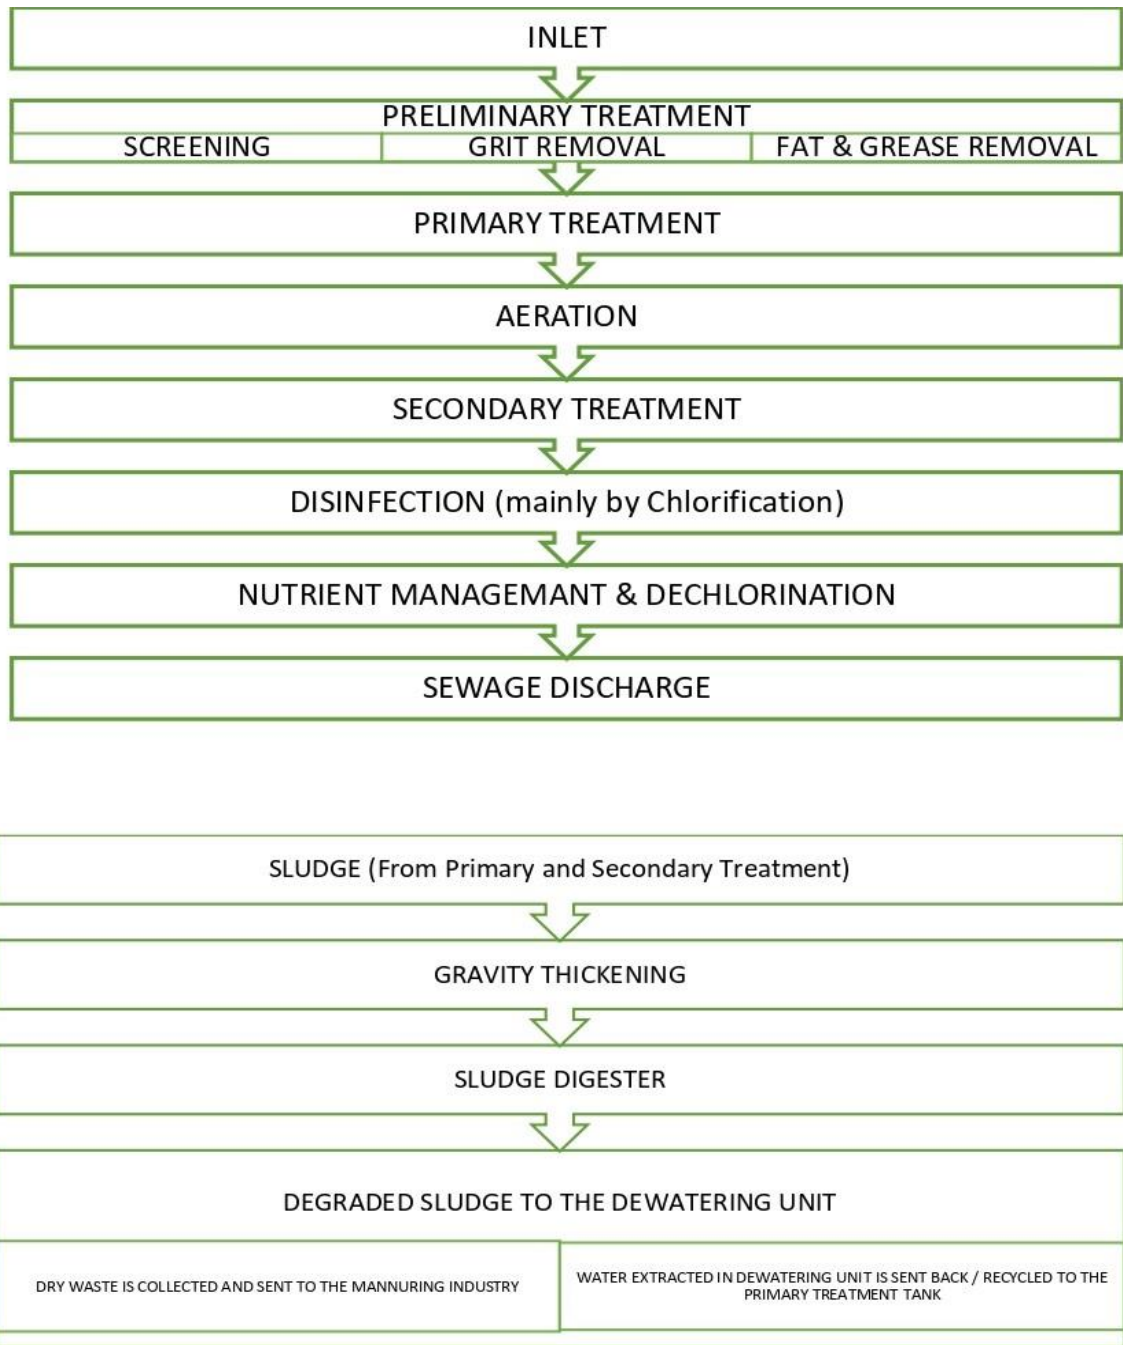 INLET
PRELIMINARY TREATMENT
SCREENING
GRIT REMOVAL
FAT & GREASE REMOVAL
PRIMARY TREATMENT
AERATION
SECONDARY TREATMENT
DISINFECTION (mainly by Chlorification)
NUTRIENT MANAGEMANT & DECHLORINATION
SEWAGE DISCHARGE
SLUDGE (From Primary and Secondary Treatment)
GRAVITY THICKENING
SLUDGE DIGESTER
DEGRADED SLUDGE TO THE DEWATERING UNIT
DRY WASTE IS COLLECTED AND SENT TO THE MANNURING INDUSTRY
WATER EXTRACTED IN DEWATERING UNIT IS SENT BACK / RECYCLED TO THE
PRIMARY TREATMENT TANK